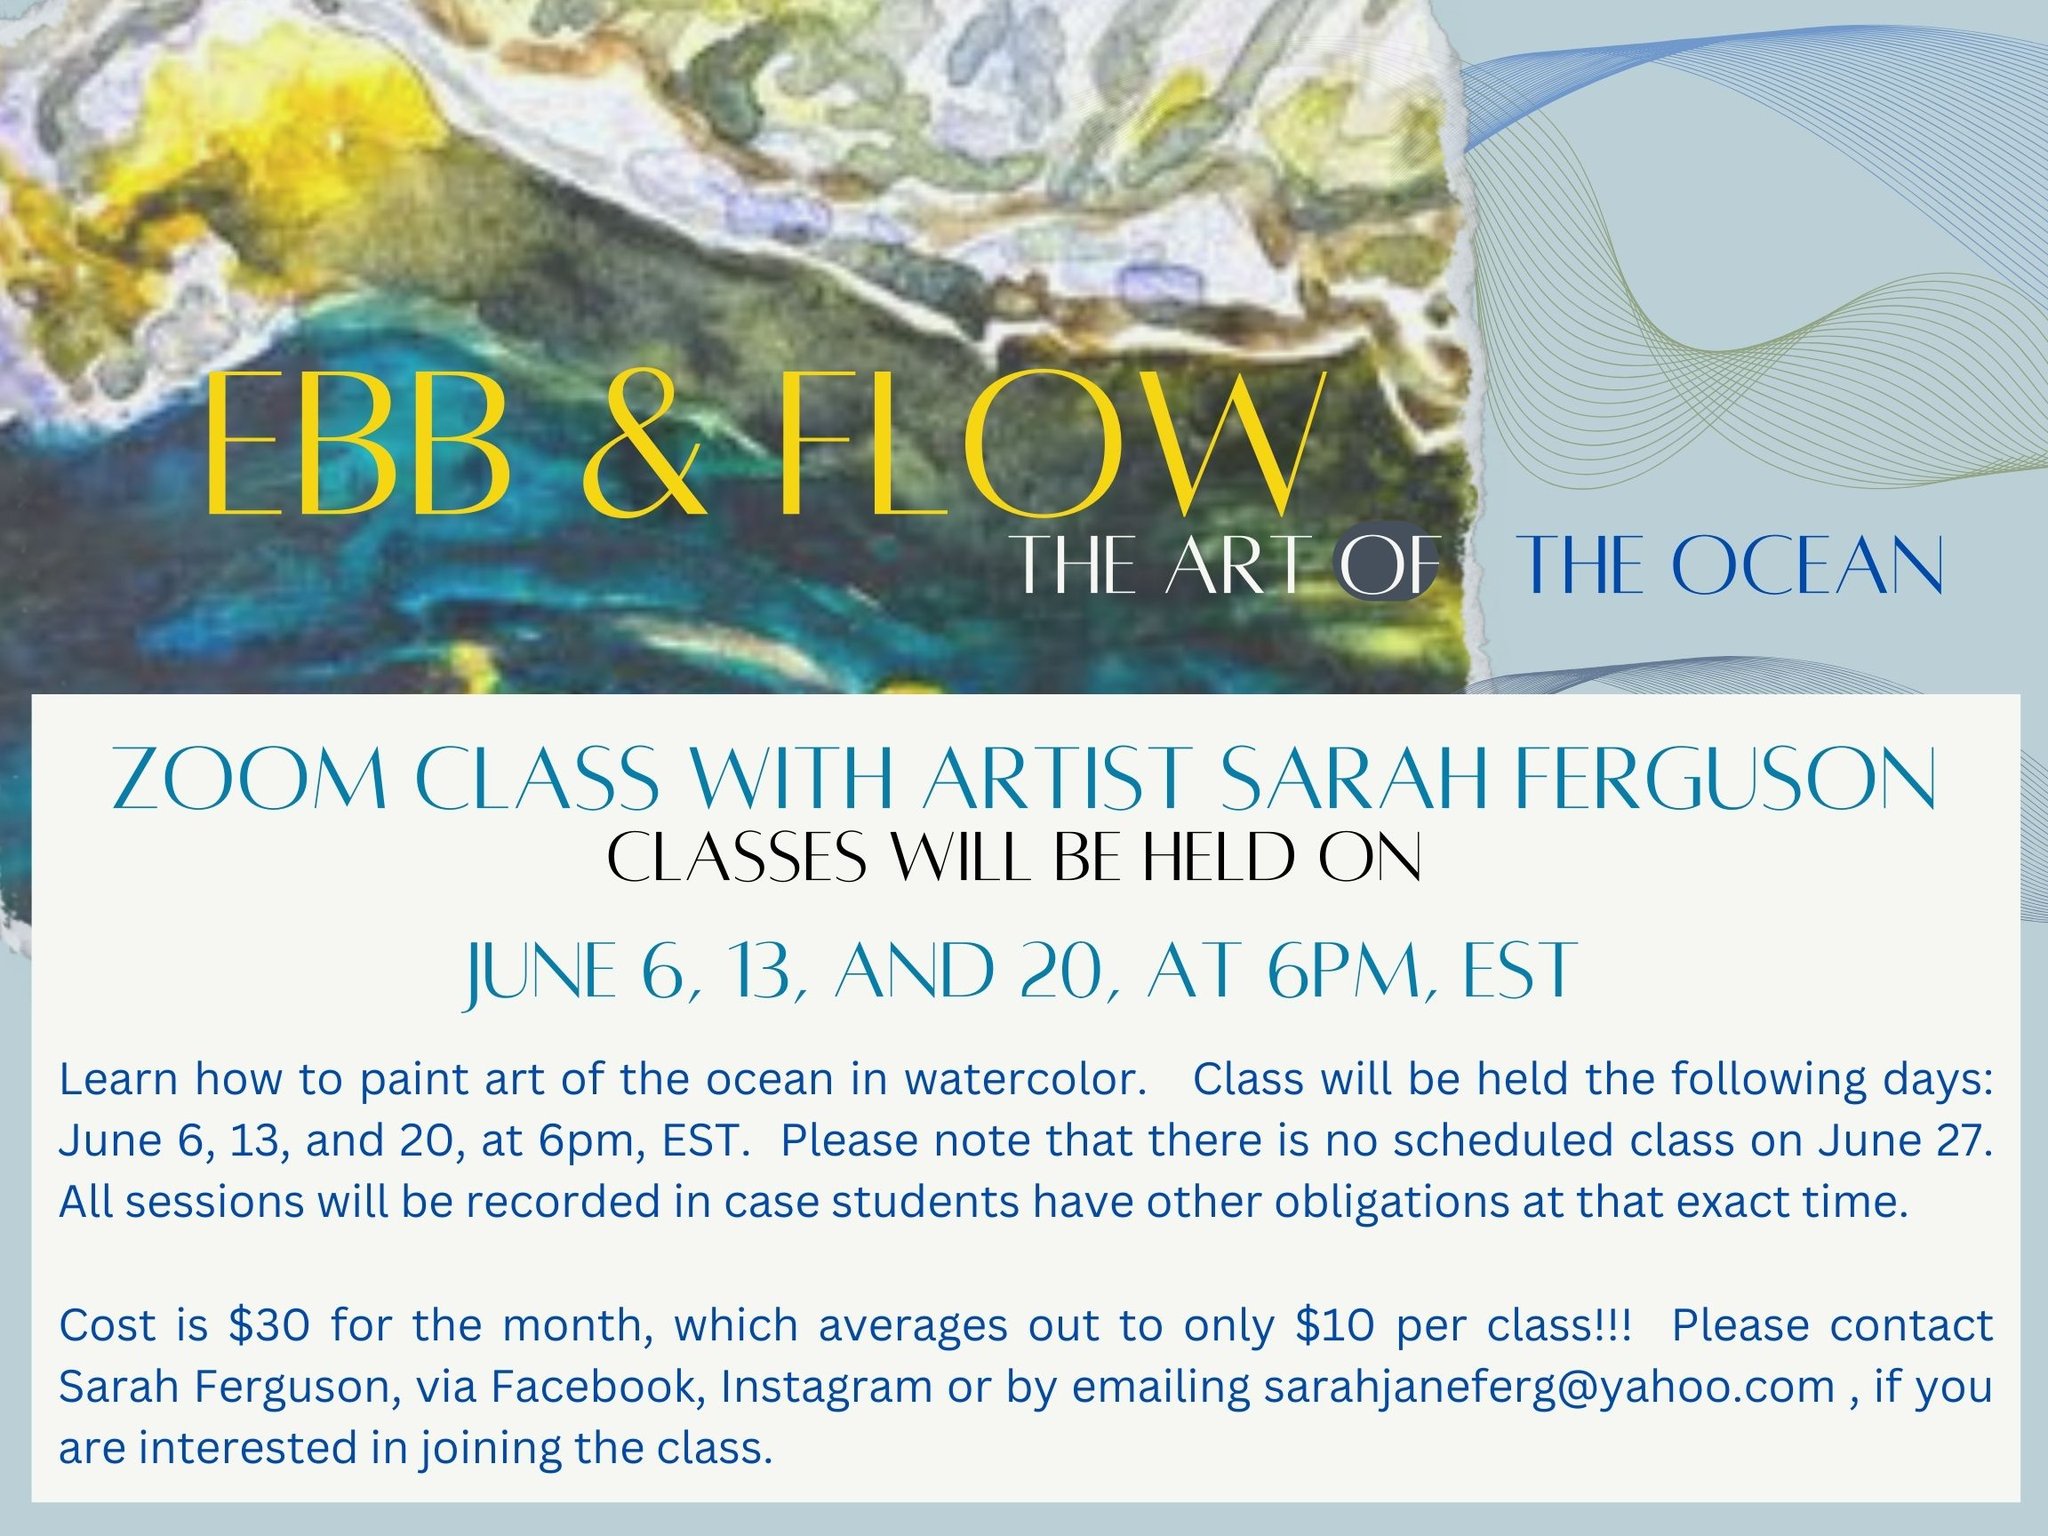 EBB & FLOW
THE ART OF THE OCEAN
ZOOM CLASS WITH ARTIST SARAH FERGUSON
CLASSES WILL BE HELD ON
JUNE 6, 13, AND 20, AT 6PM, EST
Learn how to paint art of the ocean in watercolor. Class will be held the following days:
June 6, 13, and 20, at 6pm, EST. Please note that there is no scheduled class on June 27.
All sessions will be recorded in case students have other obligations at that exact time.
Cost is $30 for the month, which averages out to only $10 per class!!! Please contact
Sarah Ferguson, via Facebook, Instagram or by emailing sarahjaneferg@yahoo.com , if you
are interested in joining the class.